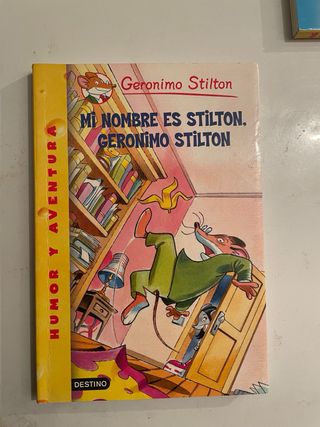 Geronimo Stilton
MI NOMBRE ES STILTON,
GERONIMO STILTON
HUMOR Y AVENTURA
DESTINO